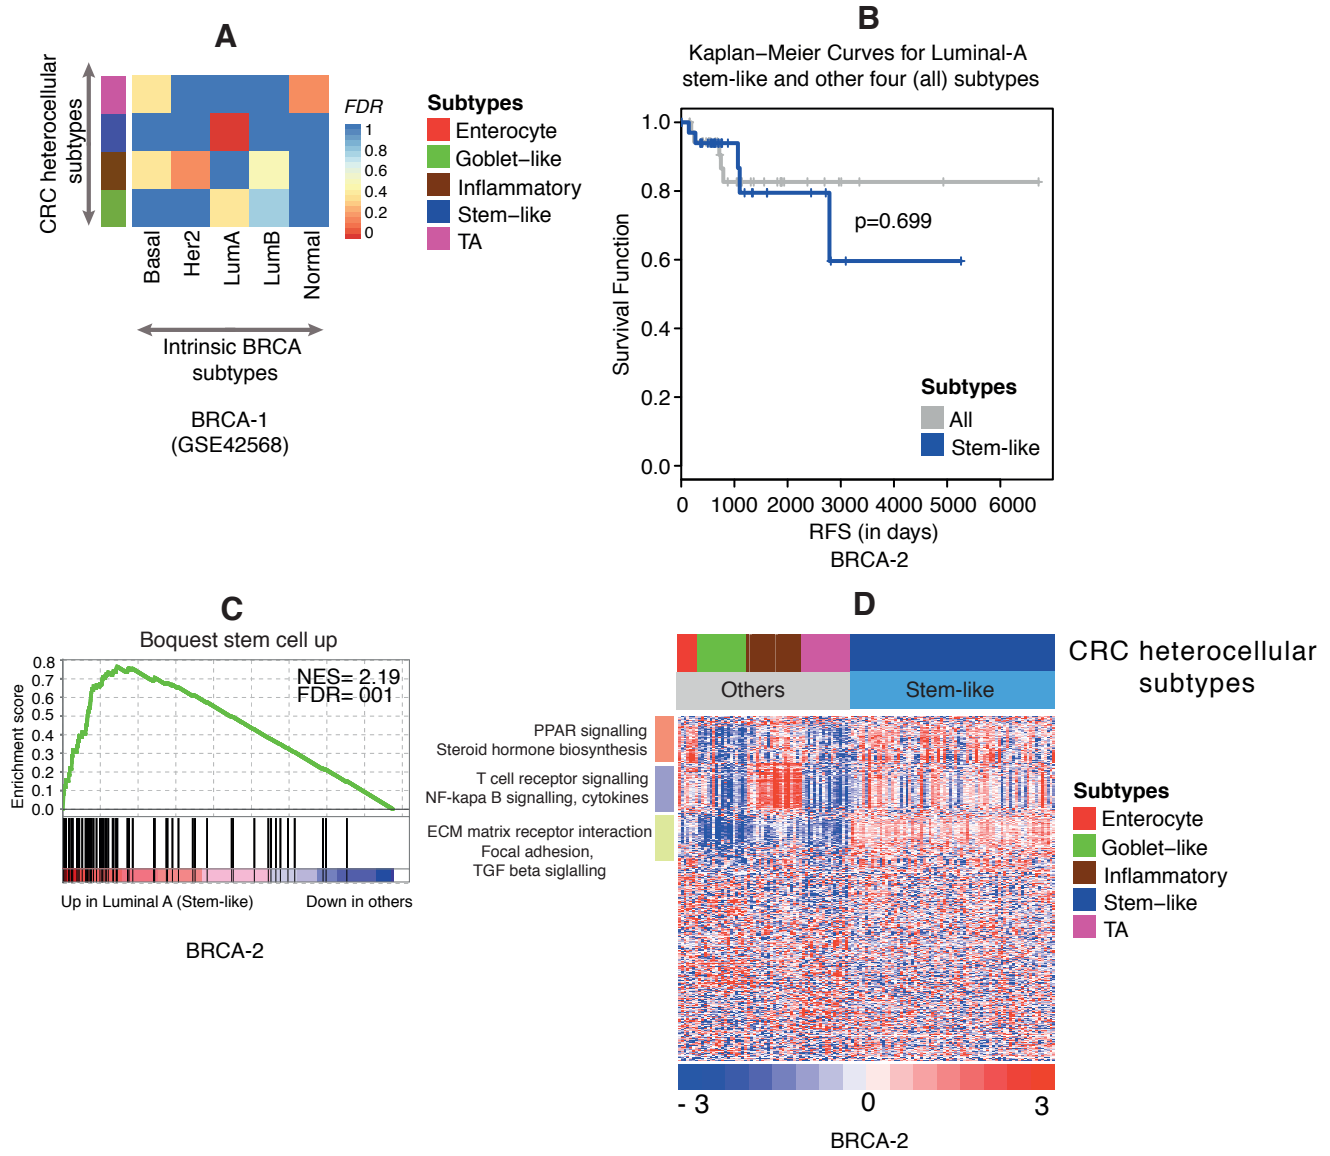 A
CRC heterocellular
subtypes
FDR
1
0.8
0.6
0.4
0.2
0
Subtypes
Enterocyte
Goblet-like
Inflammatory
Stem-like
TA
Basal
Her2
LumA
LumB
Normal
Intrinsic BRCA
subtypes
BRCA-1
(GSE42568)
B
Kaplan-Meier Curves for Luminal-A
stem-like and other four (all) subtypes
Survival Function
1.0
0.8
0.6
0.4
0.2
0.0
p=0.699
Subtypes
All
Stem-like
0 1000 2000 3000 4000 5000 6000
RFS (in days)
BRCA-2
C
Boquest stem cell up
Enrichment score
0.8
0.7
0.6
0.5
0.4
0.3
0.2
0.1
0.0
NES= 2.19
FDR= 001
Up in Luminal A (Stem-like)
Down in others
BRCA-2
D
CRC heterocellular
subtypes
Others
Stem-like
PPAR signalling
Steroid hormone biosynthesis
T cell receptor signalling
NF-kapa B signalling, cytokines
ECM matrix receptor interaction
Focal adhesion,
TGF beta siglalling
Subtypes
Enterocyte
Goblet-like
Inflammatory
Stem-like
TA
- 3 0 3
BRCA-2